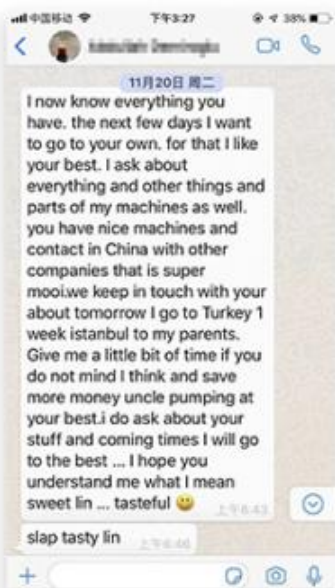 中国移动
下午3:27
38%
11月20日 周二
I now know everything you
have. the next few days I want
to go to your own. for that I like
your best. I ask about
everything and other things and
parts of my machines as well.
you have nice machines and
contact in China with other
companies that is super
mooi.we keep in touch with your
about tomorrow I go to Turkey 1
week istanbul to my parents.
Give me a little bit of time if you
do not mind I think and save
more money uncle pumping at
your best.i do ask about your
stuff and coming times I will go
to the best ... I hope you
understand me what I mean
sweet lin ... tasteful 😀
上午6:43
slap tasty lin
上午6:46